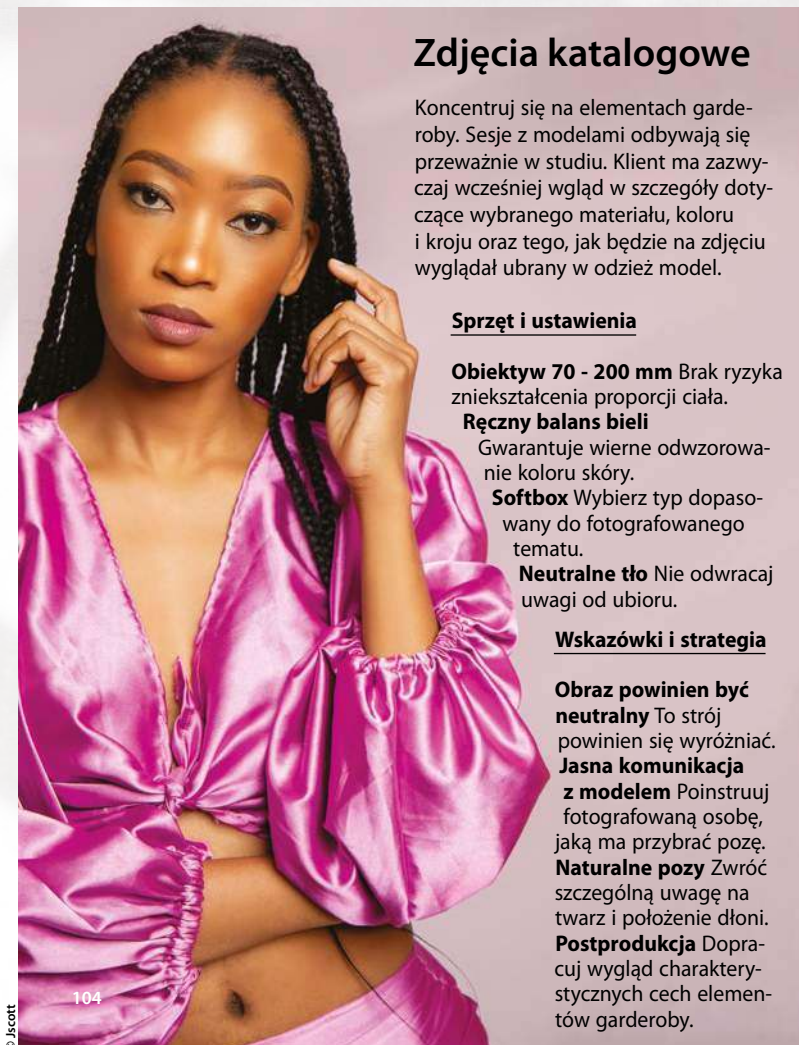 Zdjęcia katalogowe
Koncentruj się na elementach garde-
roby. Sesje z modelami odbywają się
przeważnie w studiu. Klient ma zazwy-
czaj wcześniej wgląd w szczegóły doty-
czące wybranego materiału, koloru
i kroju oraz tego, jak będzie na zdjęciu
wyglądał ubrany w odzież model.
Sprzęt i ustawienia
Obiektyw 70 - 200 mm Brak ryzyka
zniekształcenia proporcji ciała.
Ręczny balans bieli
Gwarantuje wierne odwzorowa-
nie koloru skóry.
Softbox Wybierz typ dopaso-
wany do fotografowanego
tematu.
Neutralne tło Nie odwracaj
uwagi od ubioru.
Wskazówki i strategia
Obraz powinien być
neutralny To strój
powinien się wyróżniać.
Jasna komunikacja
z modelem Poinstruuj
fotografowaną osobę,
jaką ma przybrać pozę.
Naturalne pozy Zwróć
szczególną uwagę na
twarz i położenie dłoni.
Postprodukcja Dopra-
cuj wygląd charaktery-
stycznych cech elemen-
tów garderoby.
104
© Jscott